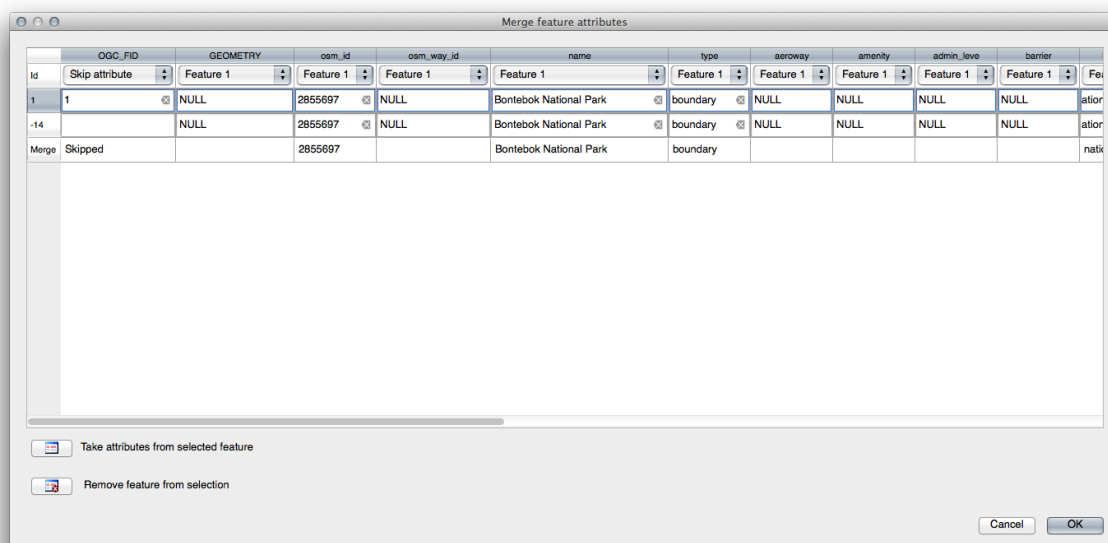 Merge feature attributes
OGC_FID GEOMETRY osm_id osm_way_id name type aeroway amenity admin_leve barrier
Id Skip attribute Feature 1 Feature 1 Feature 1 Feature 1 Feature 1 Feature 1 Feature 1 Feature 1 Feature 1
1 1 NULL 2855697 NULL Bontebok National Park boundary NULL NULL NULL NULL
-14 NULL 2855697 NULL Bontebok National Park boundary NULL NULL NULL NULL
Merge Skipped 2855697 Bontebok National Park boundary
Take attributes from selected feature
Remove feature from selection
Cancel OK